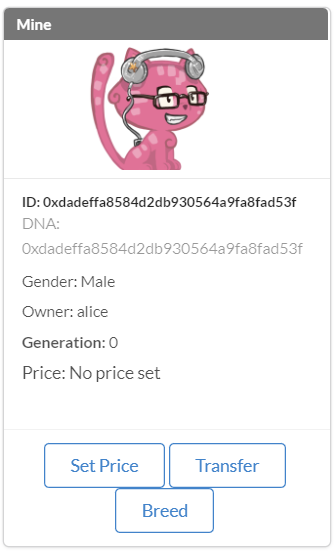 Mine
ID: 0xdadeffa8584d2db930564a9fa8fad53f
DNA:
0xdadeffa8584d2db930564a9fa8fad53f
Gender: Male
Owner: alice
Generation: 0
Price: No price set
Set Price
Transfer
Breed